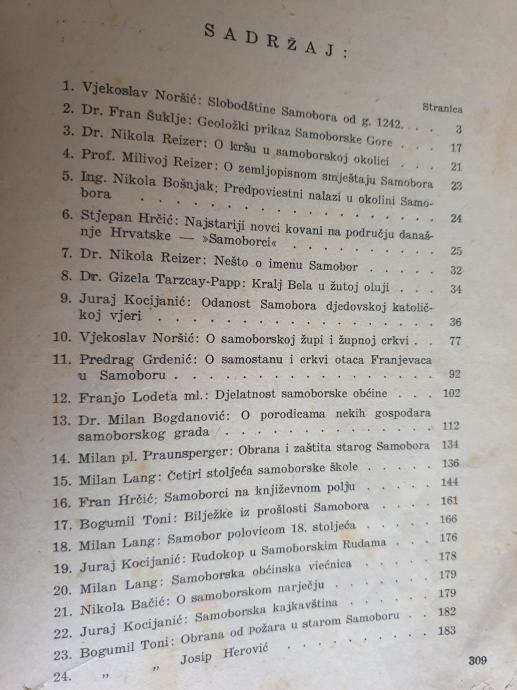 SADRŽAJ:
Stranica
1. Vjekoslav Noršić: Slobodštine Samobora od g. 1242. . . . 3
2. Dr. Fran Šuklje: Geološki prikaz Samoborske Gore . . . 17
3. Dr. Nikola Reizer: O kršu u samoborskoj okolici . . . 21
4. Prof. Milivoj Reizer: O zemljopisnom smještaju Samobora 23
5. Ing. Nikola Bošnjak: Predpoviestni nalazi u okolini Samo-
bora . . . . . . . . . . . . . 24
6. Stjepan Hrčić: Najstariji novci kovani na području današ-
nje Hrvatske — »Samoborci« . . . . . . . 25
7. Dr. Nikola Reizer: Nešto o imenu Samobor . . . . 32
8. Dr. Gizela Tarzcay-Papp: Kralj Bela u žutoj oluji . . . 34
9. Juraj Kocijanić: Odanost Samobora djedovskoj katolič-
koj vjeri . . . . . . . . . . . . 36
10. Vjekoslav Noršić: O samoborskoj župi i župnoj crkvi . . 77
11. Predrag Grdenić: O samostanu i crkvi otaca Franjevaca
u Samoboru . . . . . . . . . . . 92
12. Franjo Lodeta ml.: Djelatnost samoborske obćine . . . 102
13. Dr. Milan Bogdanović: O porodicama nekih gospodara
samoborskog grada . . . . . . . . . 112
14. Milan pl. Praunsperger: Obrana i zaštita starog Samobora 134
15. Milan Lang: Četiri stoljeća samoborske škole . . . . 136
16. Fran Hrčić: Samoborci na književnom polju . . . . 144
17. Bogumil Toni: Bilježke iz prošlosti Samobora . . . . 161
18. Milan Lang: Samobor polovicom 18. stoljeća . . . . 166
19. Juraj Kocijanić: Rudokop u Samoborskim Rudama . . . 176
20. Milan Lang: Samoborska obćinska viećnica . . . . 178
21. Nikola Bačić: O samoborskom narječju . . . . . 179
22. Juraj Kocijanić: Samoborska kajkavština . . . . . 179
23. Bogumil Toni: Obrana od požara u starom Samoboru . . 182
24. „ „ Josip Herović . . . . . . . 183
309